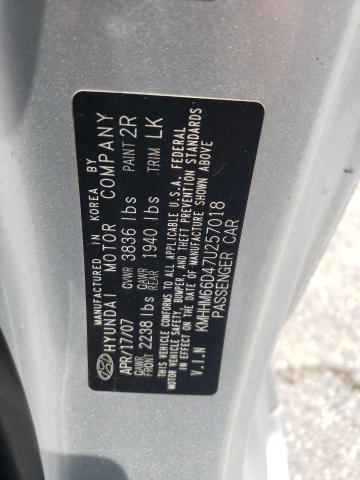 MANUFACTURED IN KOREA BY
HYUNDAI MOTOR COMPANY
APR/17/07 GVWR 3836 lbs PAINT 2R
GAWR FRONT 2238 lbs GAWR REAR 1940 lbs TRIM LK
THIS VEHICLE CONFORMS TO ALL APPLICABLE U.S.A. FEDERAL
MOTOR VEHICLE SAFETY, BUMPER, AND THEFT PREVENTION STANDARDS
IN EFFECT ON THE DATE OF MANUFACTURE SHOWN ABOVE
V.I.N KMHHM66D47U257018
PASSENGER CAR